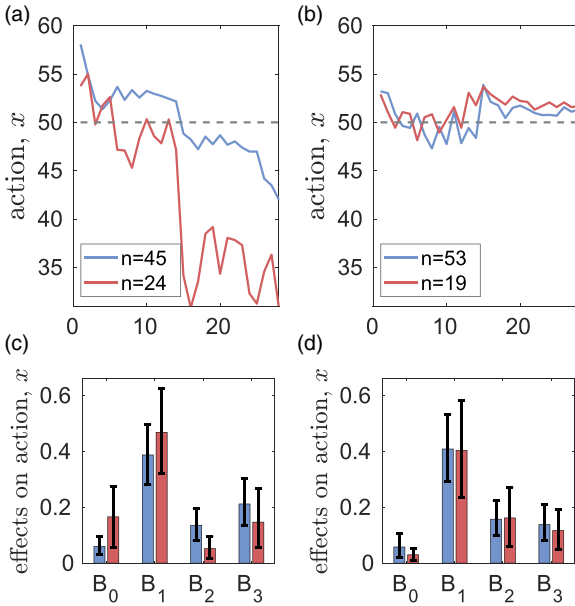 (a)
60
55
50
45
40
35
action, x
n=45
n=24
0
10
20
(b)
60
55
50
45
40
35
action, x
n=53
n=19
0
10
20
(c)
0.6
0.4
0.2
0
effects on action, x
B0
B1
B2
B3
(d)
0.6
0.4
0.2
0
effects on action, x
B0
B1
B2
B3